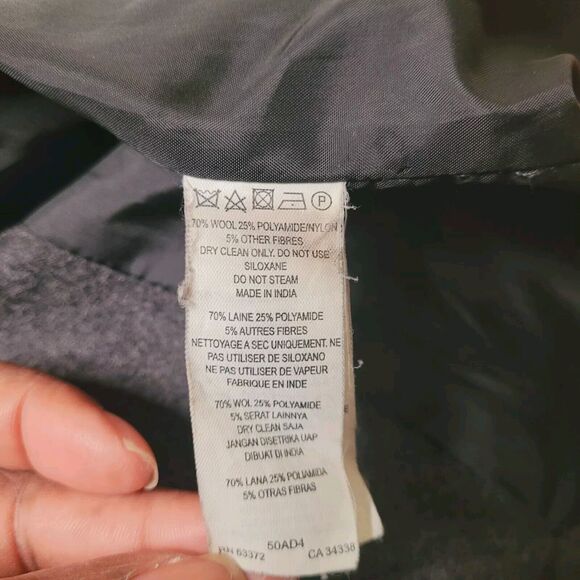 P
70% WOOL 25% POLYAMIDE/NYLON
5% OTHER FIBRES
DRY CLEAN ONLY. DO NOT USE
SILOXANE
DO NOT STEAM
MADE IN INDIA
70% LAINE 25% POLYAMIDE
5% AUTRES FIBRES
NETTOYAGE A SEC UNIQUEMENT. NE
PAS UTILISER DE SILOXANO
NE PAS UTILISER DE VAPEUR
FABRIQUE EN INDE
70% WOL 25% POLYAMIDE
5% SERAT LAINNYA
DRY CLEAN SAJA
JANGAN DISETRIKA UAP
DIBUAT DI INDIA
70% LANA 25% POLIAMIDA
5% OTRAS FIBRAS
50AD4
RN 63372 CA 34338